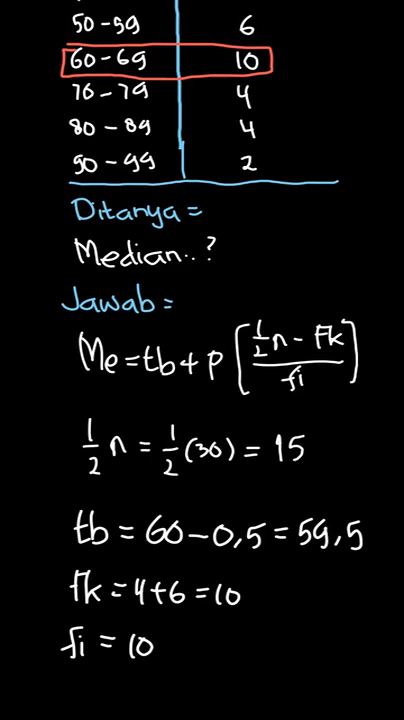 50-59 6
60-69 10
70-79 4
80-89 4
90-99 2
Ditanya =
Median..?
Jawab =
Me = tb + p [ (1/2 n - fk) / fi ]
1/2 n = 1/2 (30) = 15
tb = 60 - 0,5 = 59,5
fk = 4+6 = 10
fi = 10